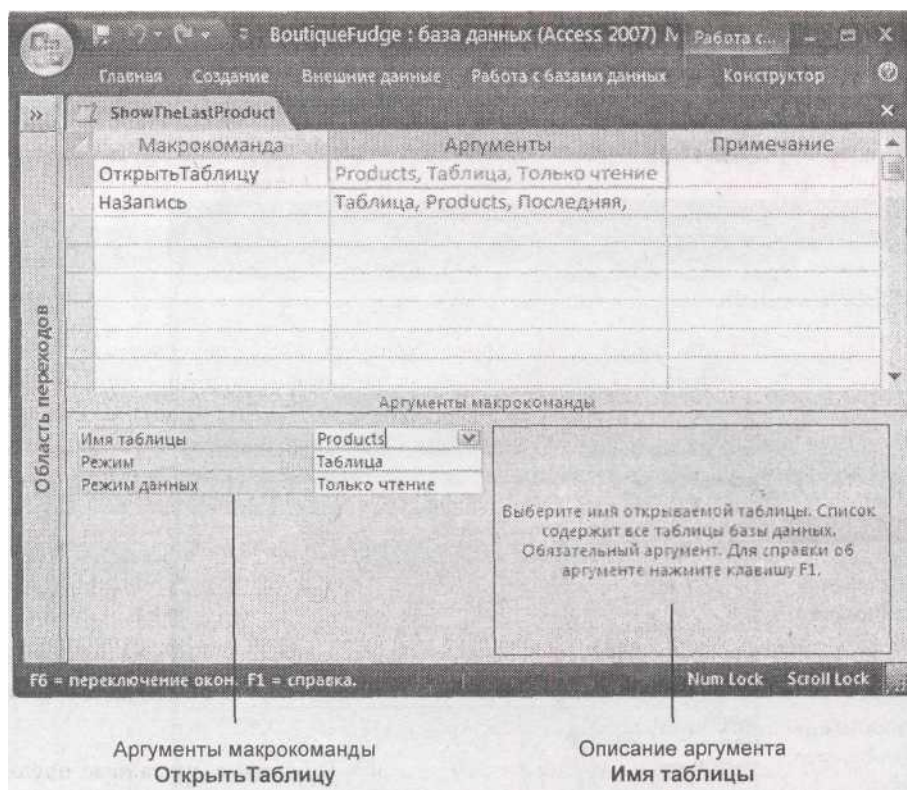 BoutiqueFudge : база данных (Access 2007) М
Работа с...
Главная Создание Внешние данные Работа с базами данных Конструктор
ShowTheLastProduct
Макрокоманда Аргументы Примечание
ОткрытьТаблицу Products, Таблица, Только чтение
НаЗапись Таблица, Products, Последняя,
Область переходов
Аргументы макрокоманды
Имя таблицы Products
Режим Таблица
Режим данных Только чтение
Выберите имя открываемой таблицы. Список
содержит все таблицы базы данных.
Обязательный аргумент. Для справки об
аргументе нажмите клавишу F1.
F6 = переключение окон. F1 = справка. Num Lock Scroll Lock
Аргументы макрокоманды
ОткрытьТаблицу
Описание аргумента
Имя таблицы